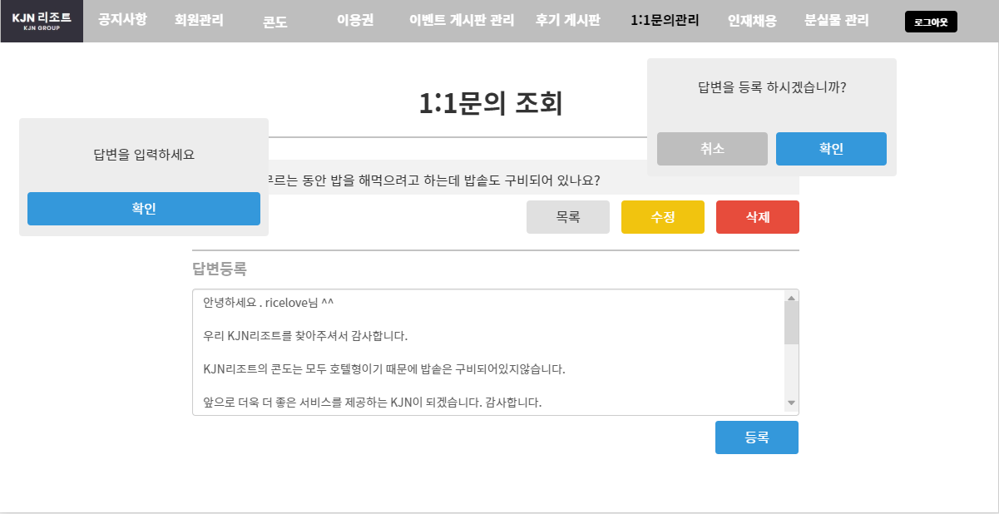 KJN 리조트
KJN GROUP
공지사항
회원관리
콘도
이용권
이벤트 게시판 관리
후기 게시판
1:1문의관리
인재채용
분실물 관리
로그아웃
답변을 등록 하시겠습니까?
취소
확인
1:1문의 조회
답변을 입력하세요
확인
무르는 동안 밥을 해먹으려고 하는데 밥솥도 구비되어 있나요?
목록
수정
삭제
답변등록
안녕하세요 . ricelove님 ^^
우리 KJN리조트를 찾아주셔서 감사합니다.
KJN리조트의 콘도는 모두 호텔형이기 때문에 밥솥은 구비되어있지않습니다.
앞으로 더욱 더 좋은 서비스를 제공하는 KJN이 되겠습니다. 감사합니다.
등록